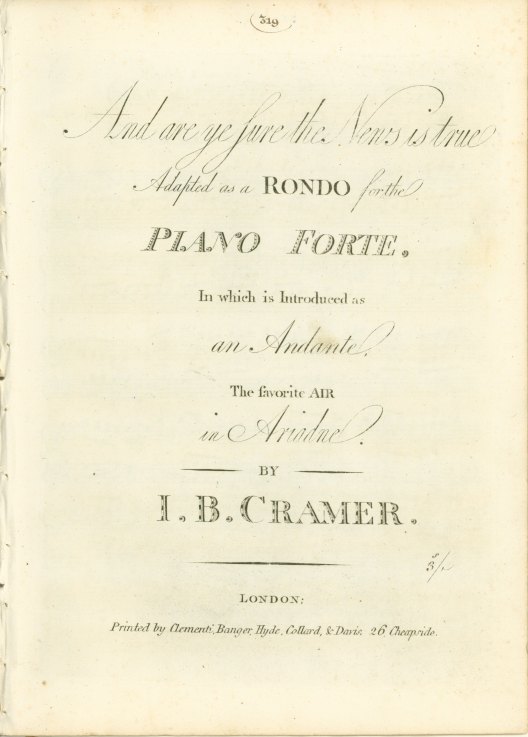 319
And are ye sure the News is true
Adapted as a RONDO for the
PIANO FORTE.
In which is Introduced as
an Andante,
The favorite AIR
in Ariadne.
BY
I. B. CRAMER.
3/-
LONDON:
Printed by Clementi, Banger, Hyde, Collard, & Davis. 26 Cheapside.